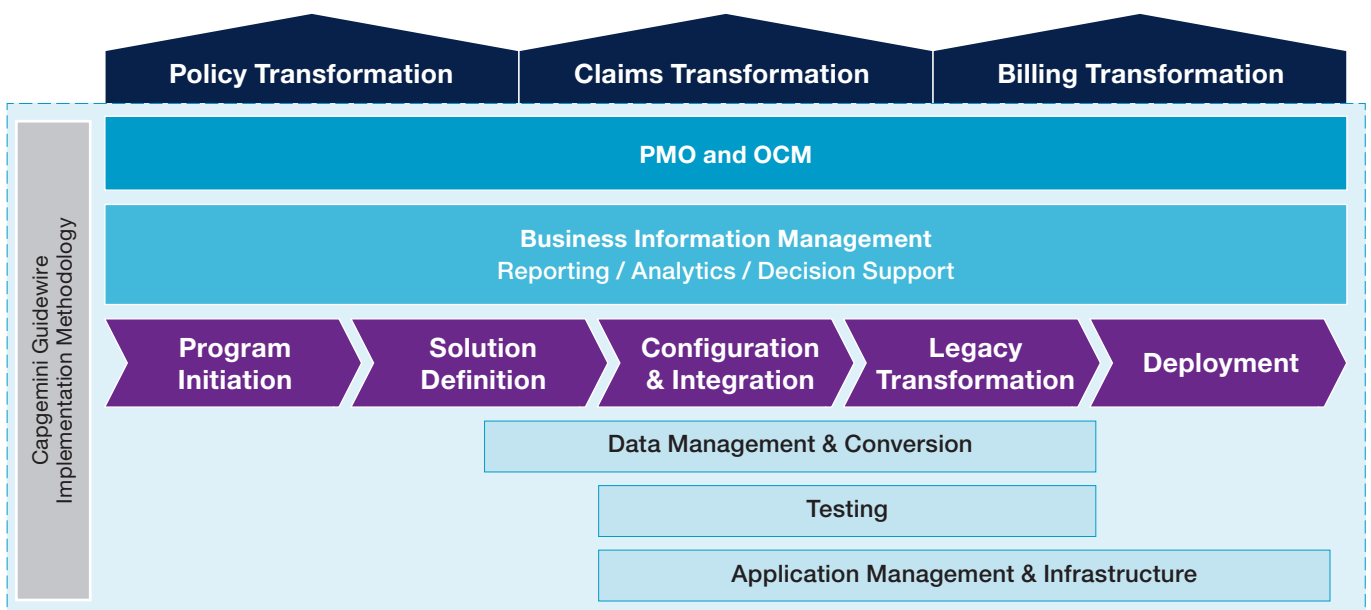 Policy Transformation
Claims Transformation
Billing Transformation
Capgemini Guidewire
Implementation Methodology
PMO and OCM
Business Information Management
Reporting / Analytics / Decision Support
Program
Initiation
Solution
Definition
Configuration
& Integration
Legacy
Transformation
Deployment
Data Management & Conversion
Testing
Application Management & Infrastructure